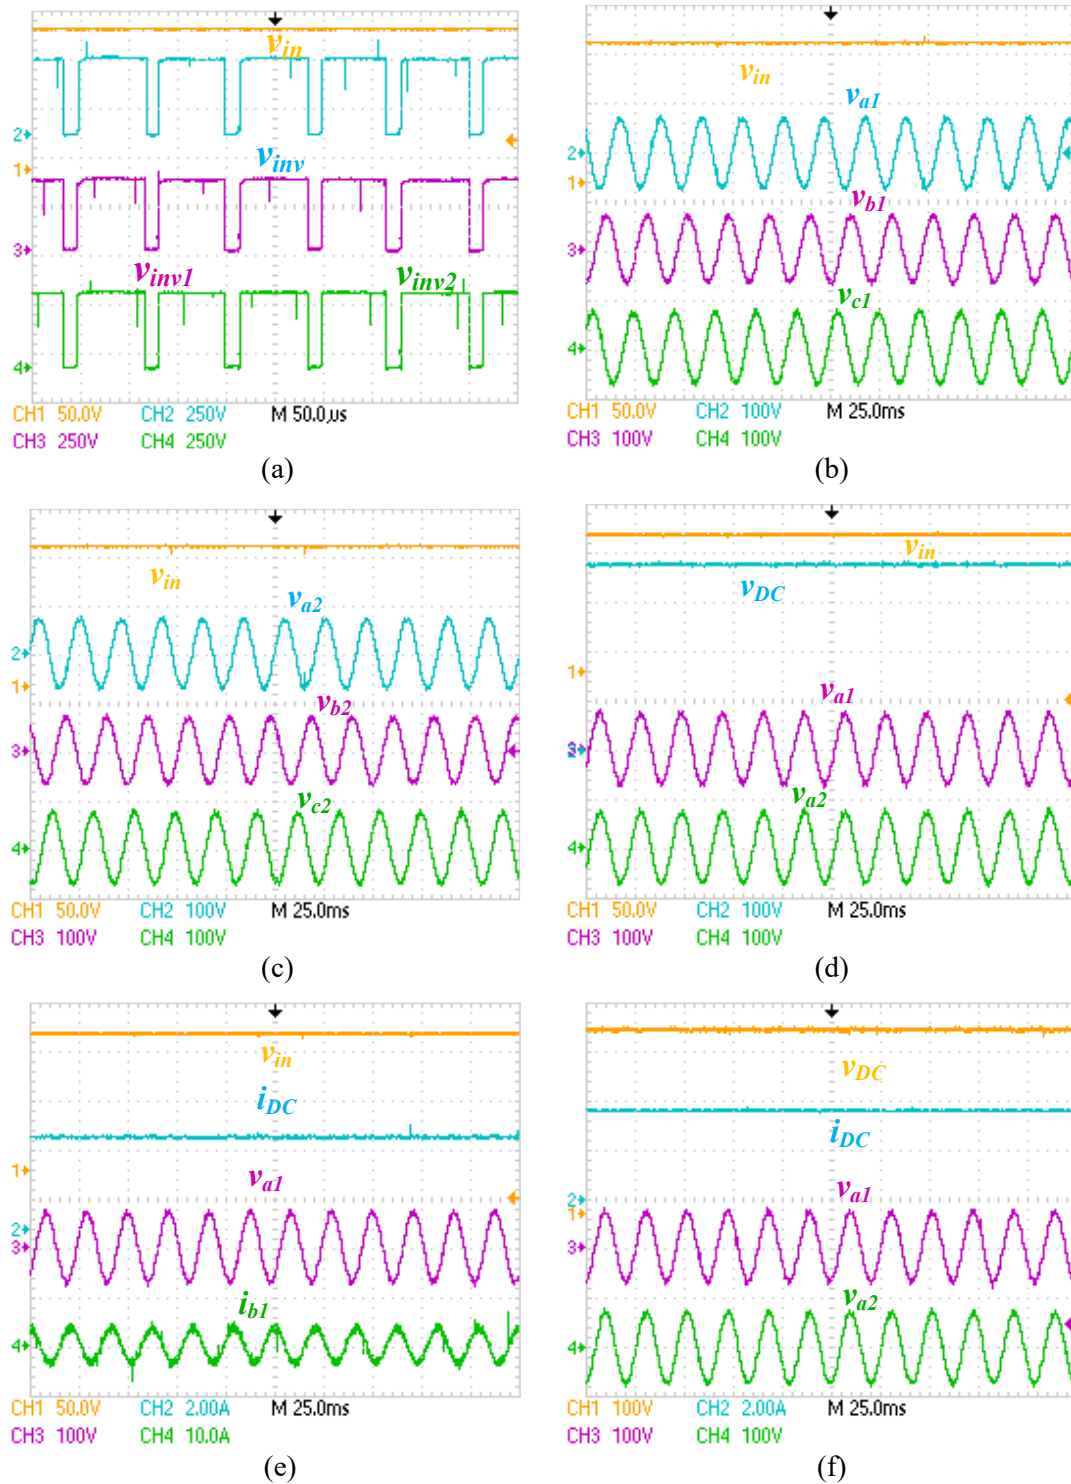 v_in
2
v_inv
1
3
v_inv1 v_inv2
4
CH1 50.0V CH2 250V M 50.0µs
CH3 250V CH4 250V
(a)
v_in
v_a1
2
1
v_b1
3
v_c1
4
CH1 50.0V CH2 100V M 25.0ms
CH3 100V CH4 100V
(b)
v_in
v_a2
2
1
v_b2
3
v_c2
4
CH1 50.0V CH2 100V M 25.0ms
CH3 100V CH4 100V
(c)
v_in
v_DC
1
v_a1
3
v_a2
4
CH1 50.0V CH2 100V M 25.0ms
CH3 100V CH4 100V
(d)
v_in
i_DC
1
v_a1
2
3
i_b1
4
CH1 50.0V CH2 2.00A M 25.0ms
CH3 100V CH4 10.0A
(e)
v_DC
i_DC
v_a1
2
1
3
v_a2
4
CH1 100V CH2 2.00A M 25.0ms
CH3 100V CH4 100V
(f)